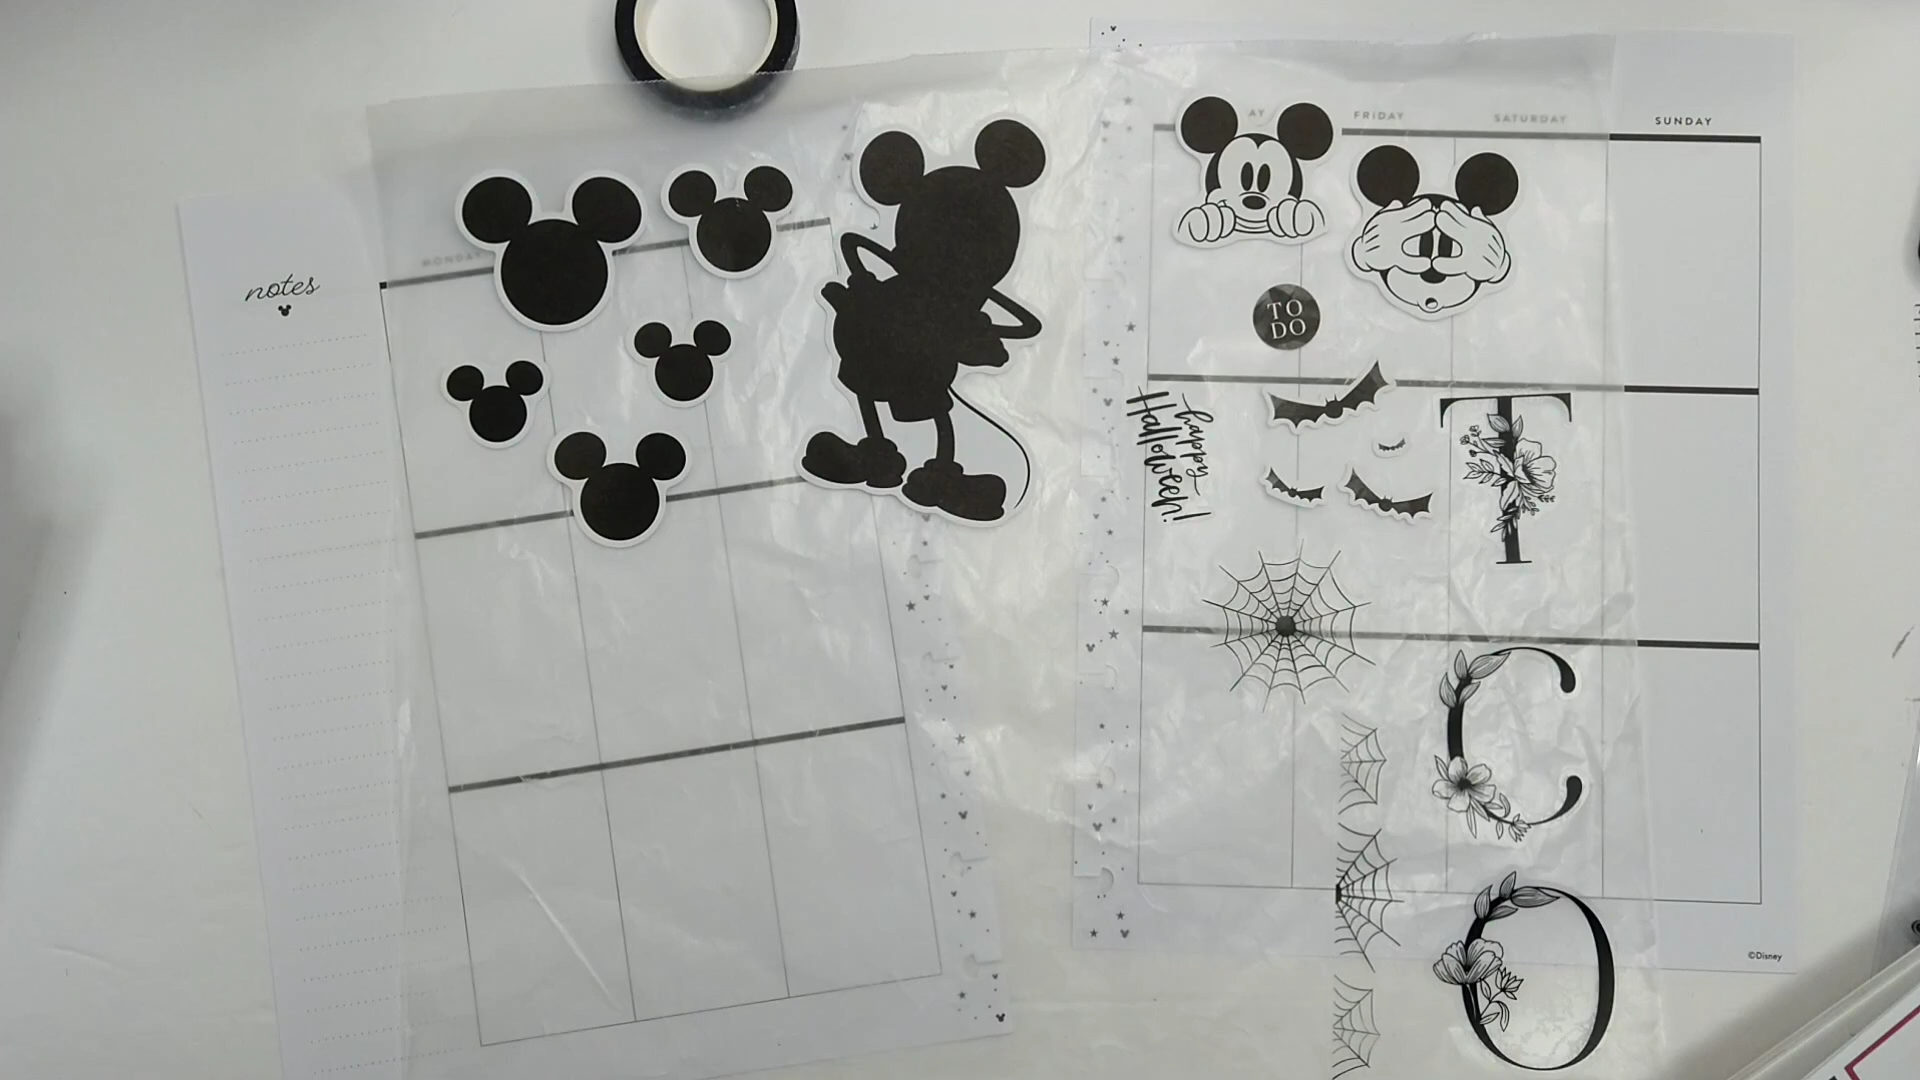 notes
MONDAY
AY
FRIDAY
SATURDAY
SUNDAY
TO
DO
happy
Halloween!
T
C
O
©Disney